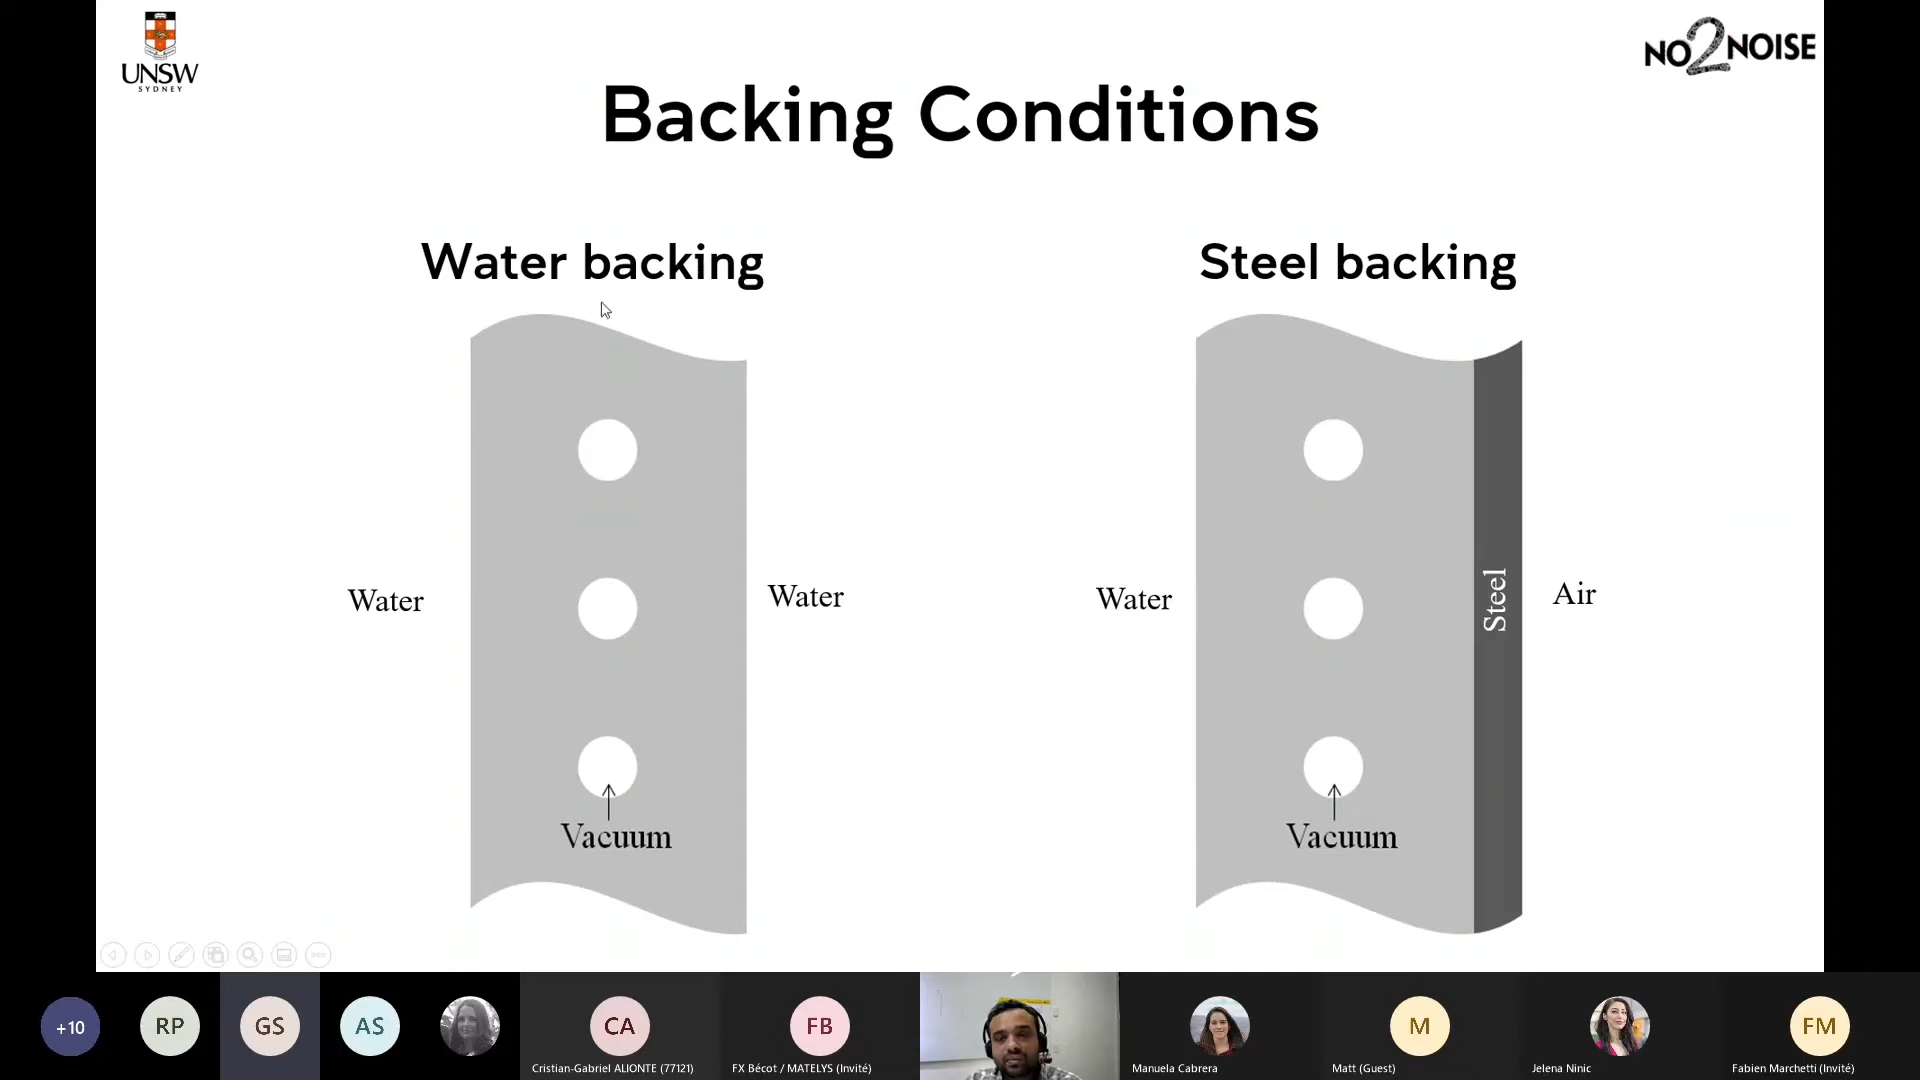 UNSW
SYDNEY
NO2NOISE
Backing Conditions
Water backing
Steel backing
Water
Water
Vacuum
Water
Steel
Air
Vacuum
+10
RP
GS
AS
CA
Cristian-Gabriel ALIONTE (77121)
FB
FX Bécot / MATELYS (Invité)
Manuela Cabrera
M
Matt (Guest)
Jelena Ninic
FM
Fabien Marchetti (Invité)